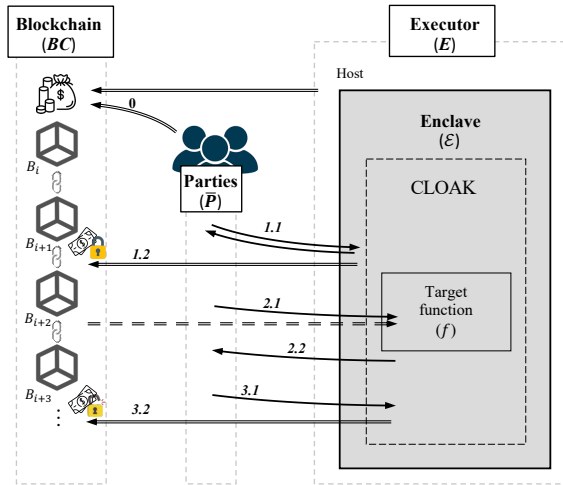 Blockchain
(BC)
Executor
(E)
Host
0
Enclave
(ℰ)
B_i
Parties
(P̅)
CLOAK
1.1
B_{i+1}
1.2
2.1
Target
function
(f)
B_{i+2}
2.2
B_{i+3}
3.1
3.2
⋮
$